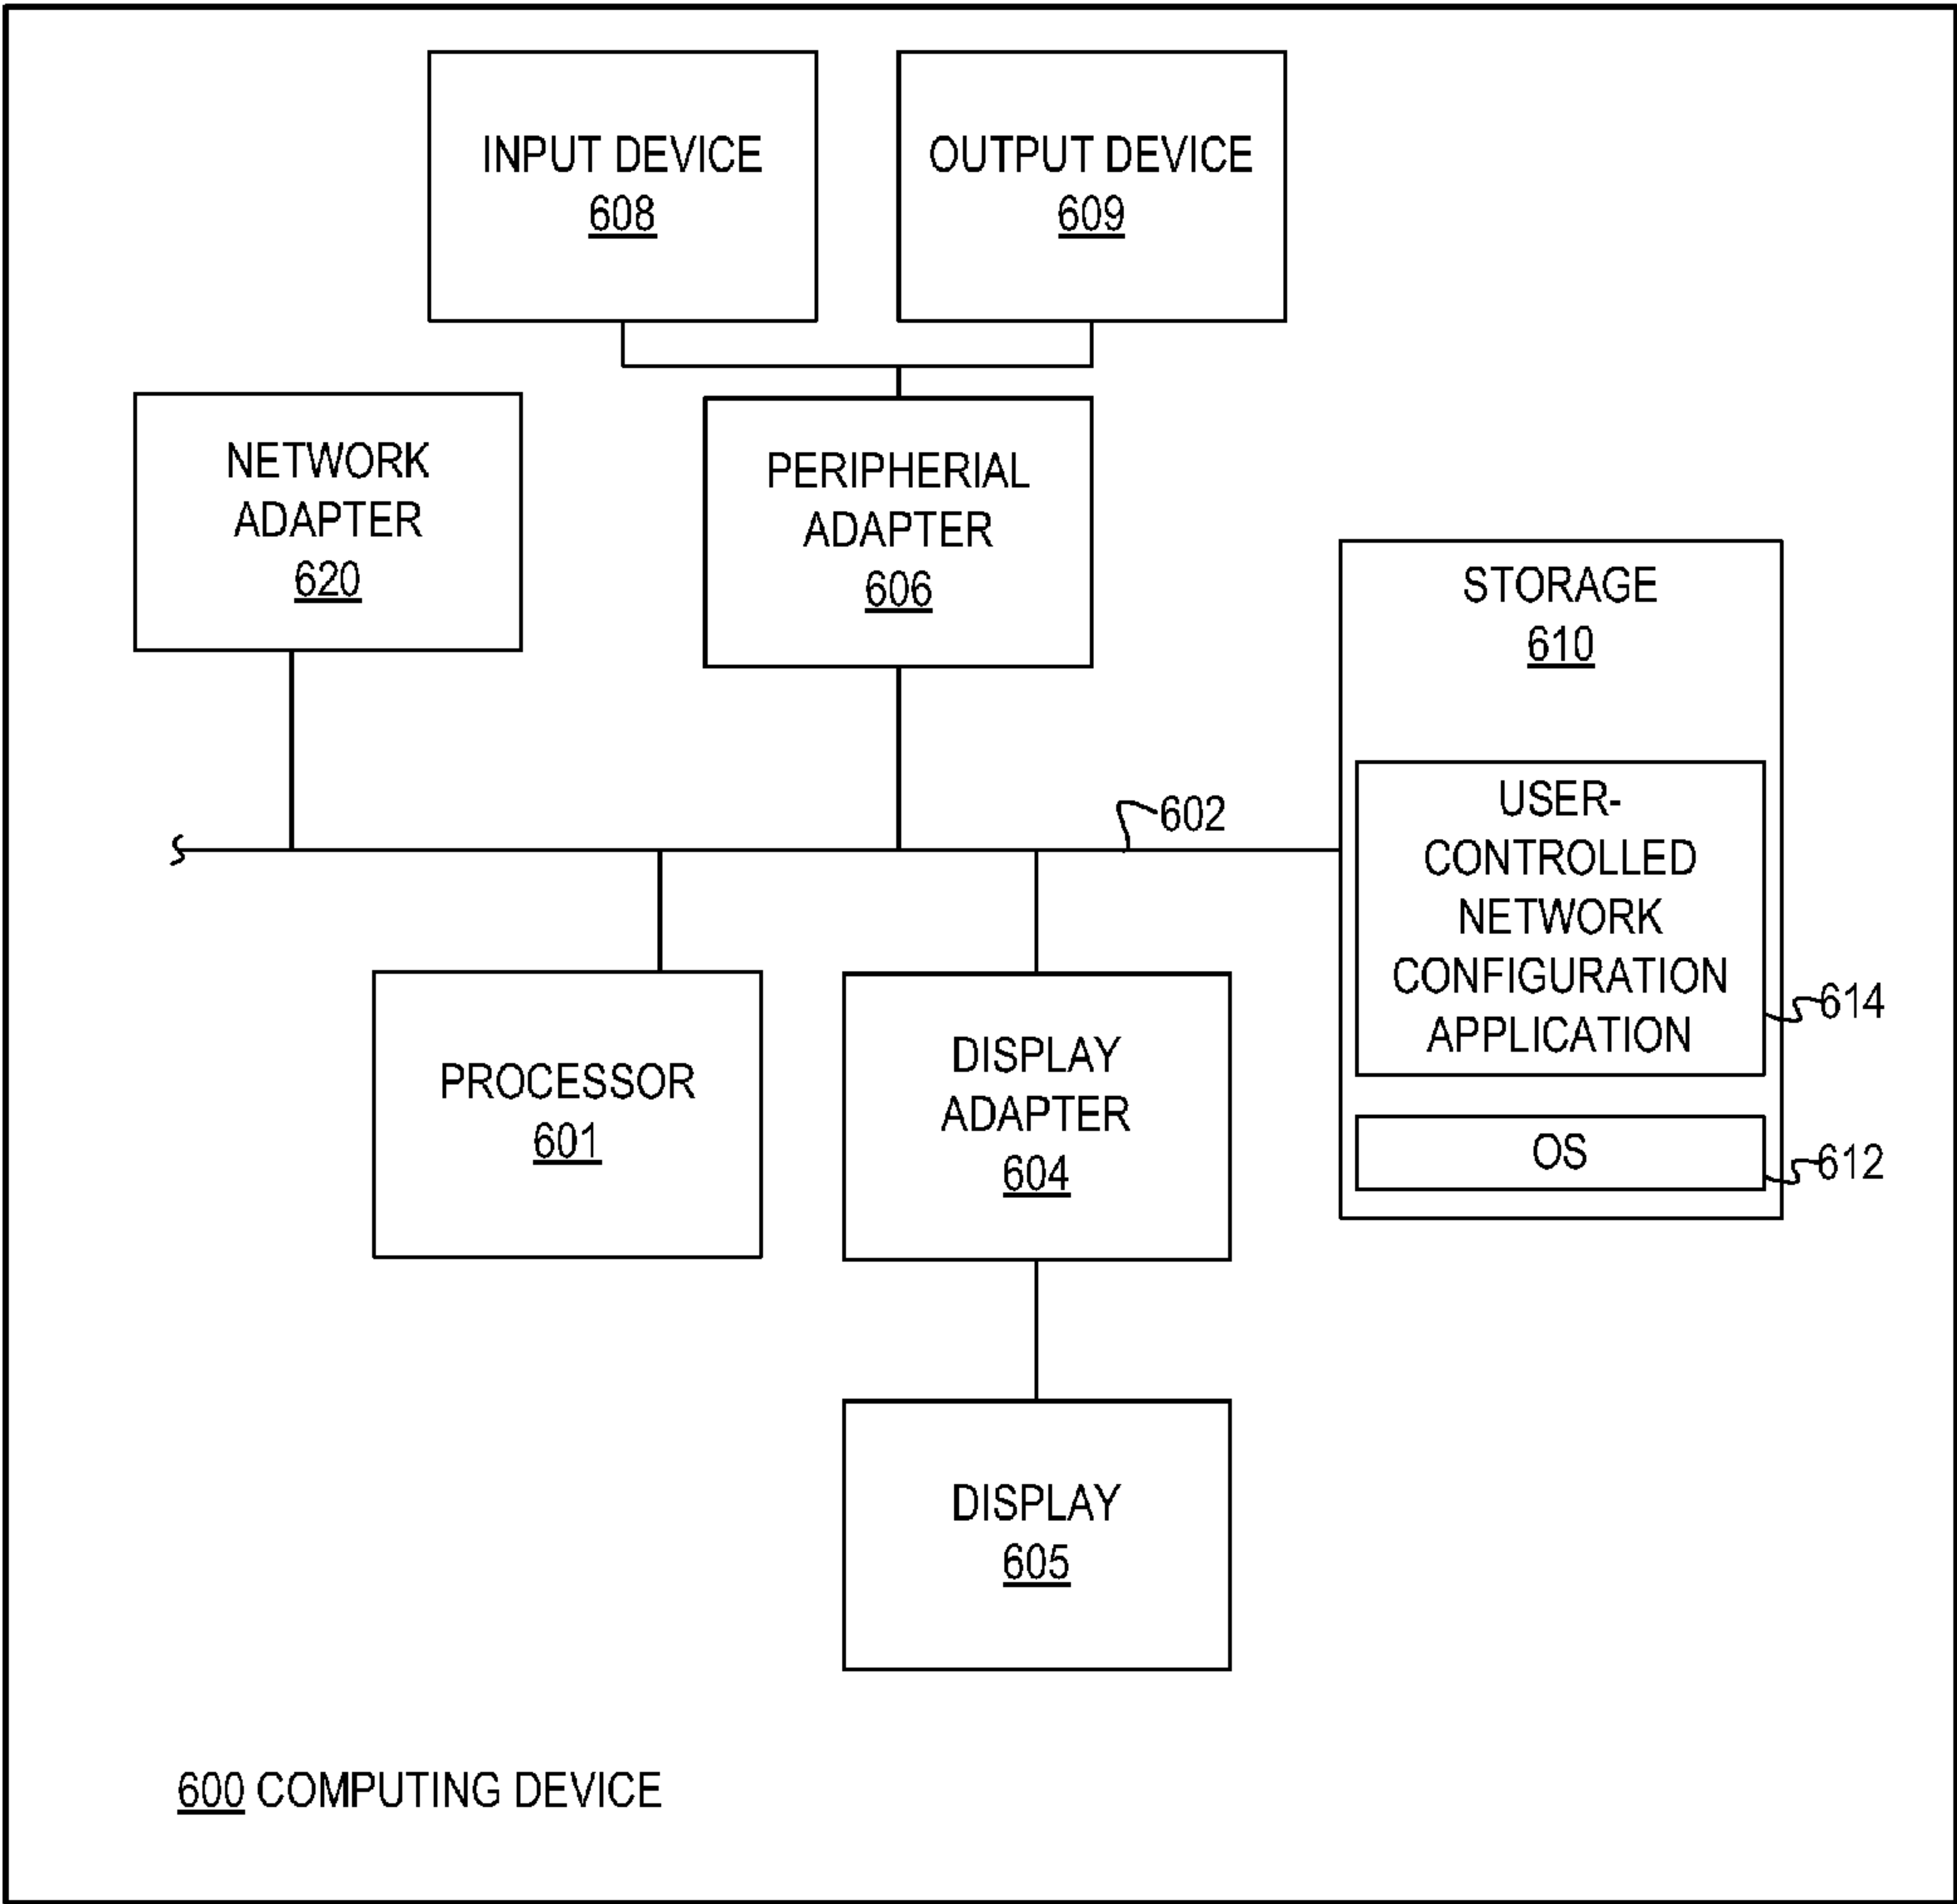 INPUT DEVICE
608
OUTPUT DEVICE
609
NETWORK
ADAPTER
620
PERIPHERIAL
ADAPTER
606
STORAGE
610
USER-
CONTROLLED
NETWORK
CONFIGURATION
APPLICATION
614
OS
612
602
PROCESSOR
601
DISPLAY
ADAPTER
604
DISPLAY
605
600 COMPUTING DEVICE